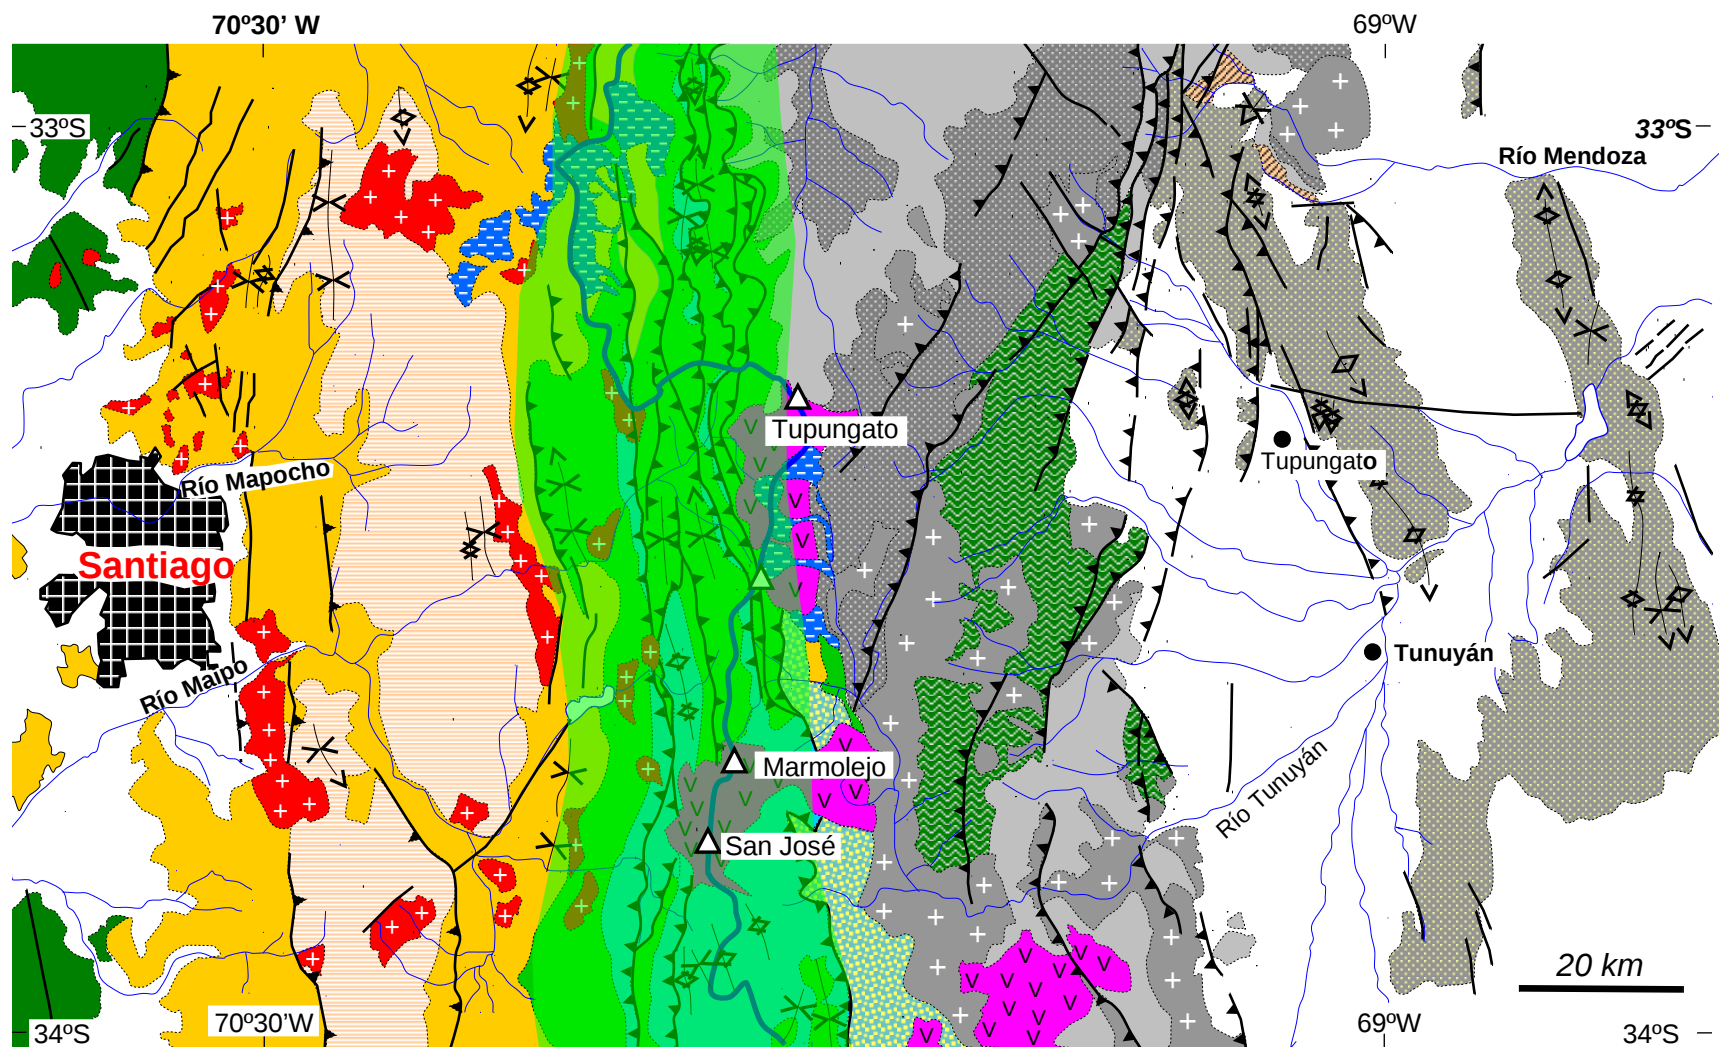 70º30’ W
69ºW
33ºS
33ºS
Río Mendoza
Tupungato
Tupungato
Río Mapocho
Santiago
Tunuyán
Río Maipo
Marmolejo
Río Tunuyán
San José
20 km
70º30’W
69ºW
34ºS
34ºS